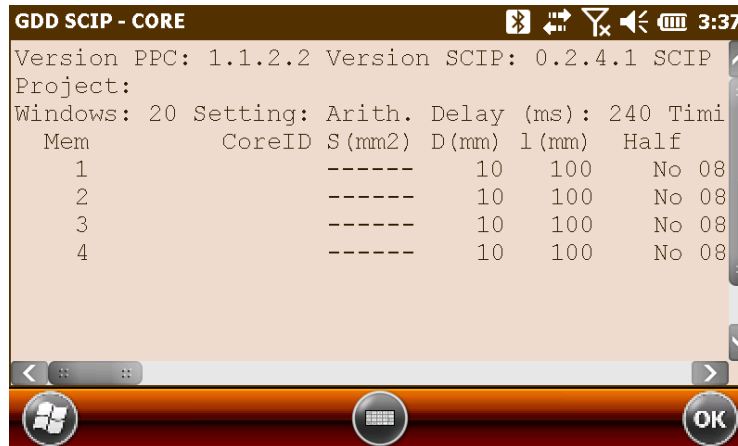 GDD SCIP - CORE 3:37
Version PPC: 1.1.2.2 Version SCIP: 0.2.4.1 SCIP
Project:
Windows: 20 Setting: Arith. Delay (ms): 240 Timi
Mem CoreID S(mm2) D(mm) l(mm) Half
1 ------ 10 100 No 08
2 ------ 10 100 No 08
3 ------ 10 100 No 08
4 ------ 10 100 No 08
OK